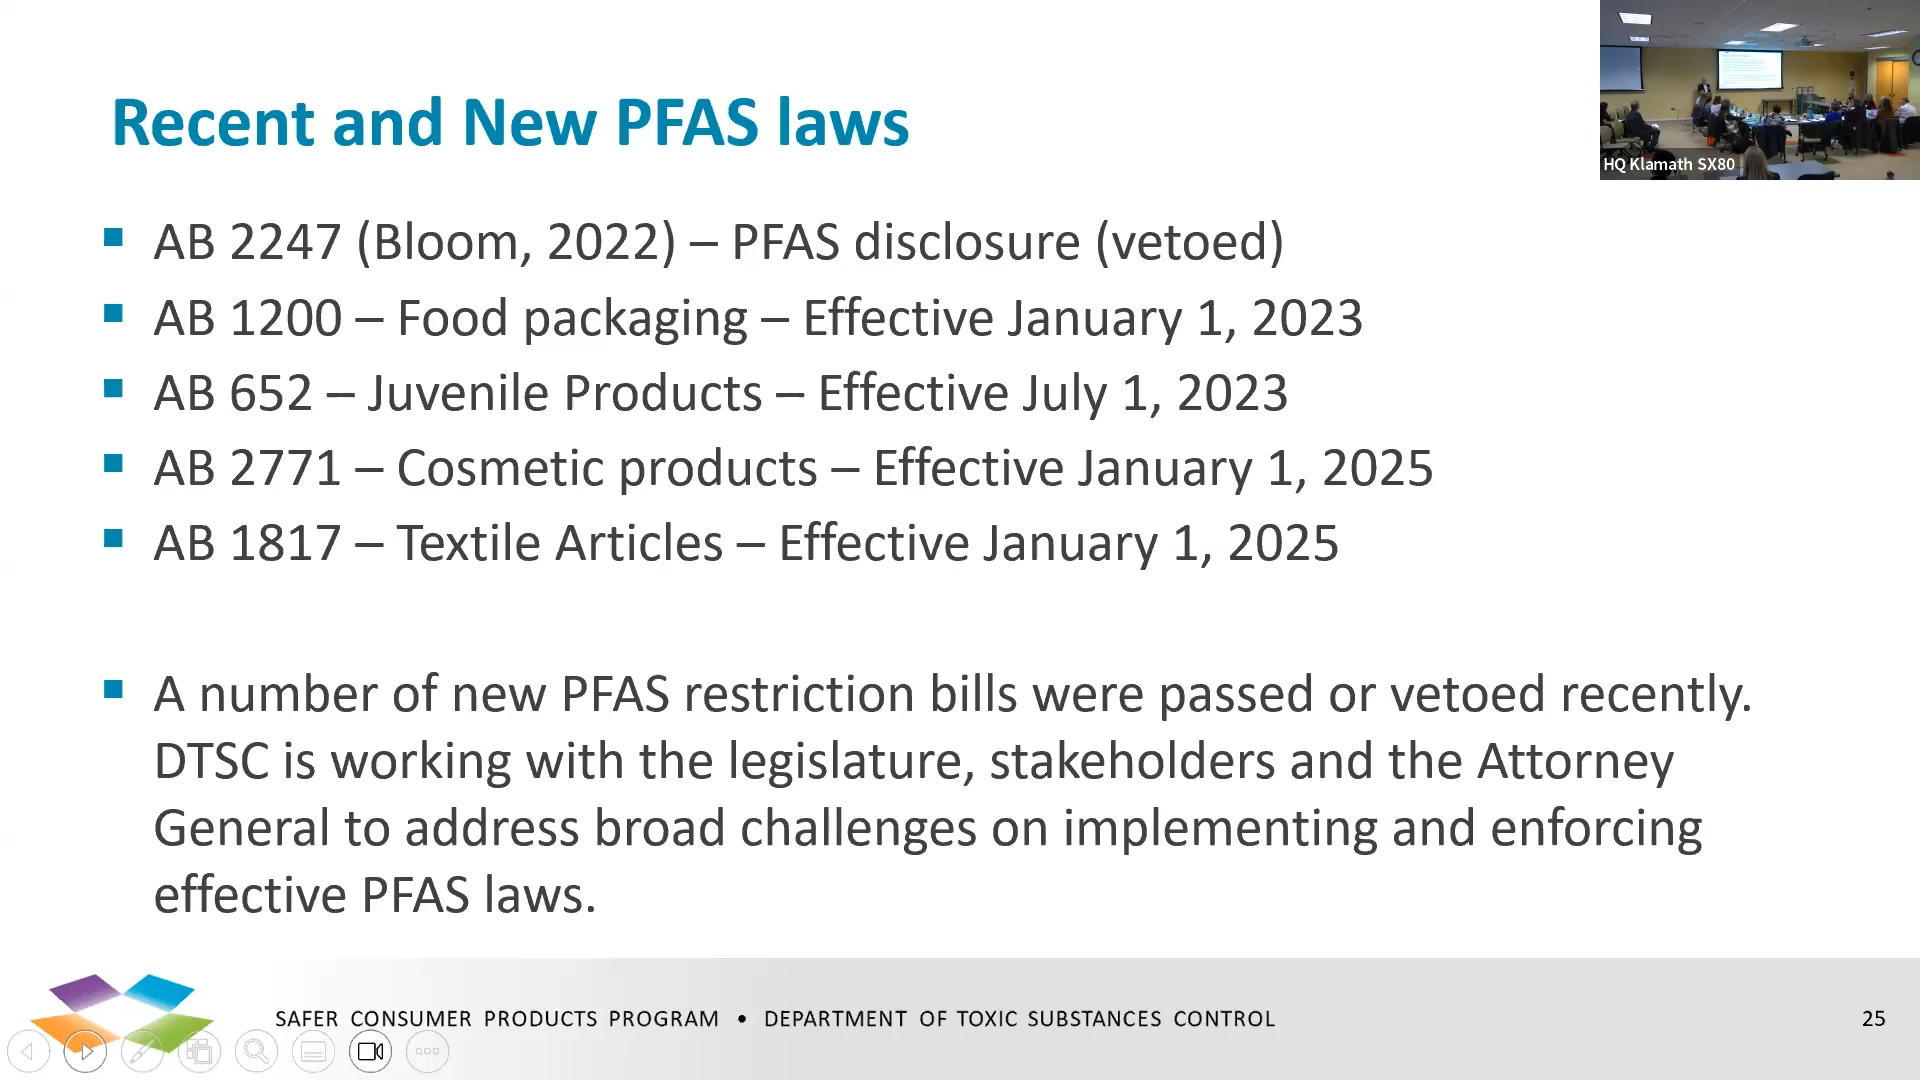 Recent and New PFAS laws
HQ Klamath SX80
AB 2247 (Bloom, 2022) – PFAS disclosure (vetoed)
AB 1200 – Food packaging – Effective January 1, 2023
AB 652 – Juvenile Products – Effective July 1, 2023
AB 2771 – Cosmetic products – Effective January 1, 2025
AB 1817 – Textile Articles – Effective January 1, 2025
A number of new PFAS restriction bills were passed or vetoed recently.
DTSC is working with the legislature, stakeholders and the Attorney
General to address broad challenges on implementing and enforcing
effective PFAS laws.
SAFER CONSUMER PRODUCTS PROGRAM • DEPARTMENT OF TOXIC SUBSTANCES CONTROL
25